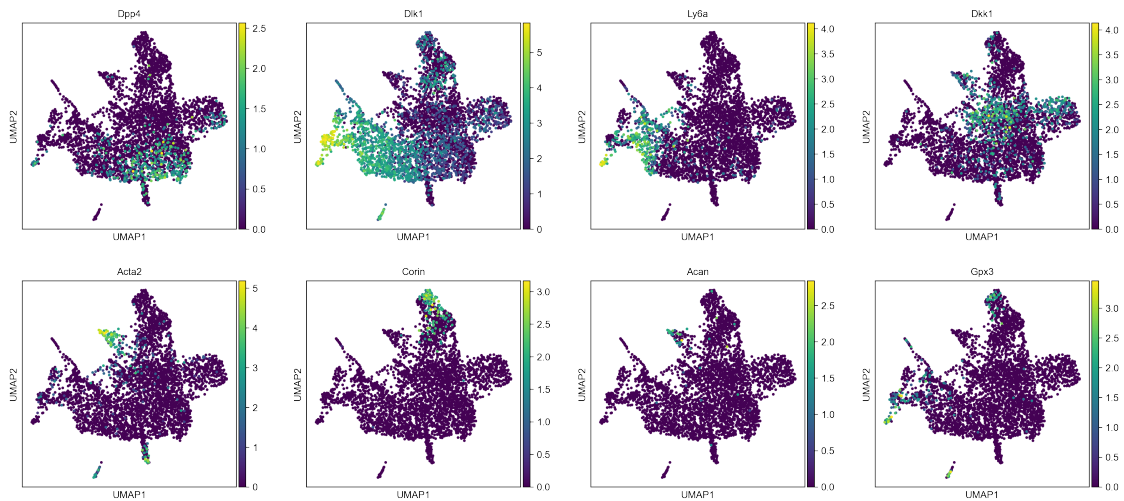 Dpp4 Dlk1 Ly6a Dkk1
2.5 2.0 1.5 1.0 0.5 0.0
5 4 3 2 1 0
4.0 3.5 3.0 2.5 2.0 1.5 1.0 0.5 0.0
4.0 3.5 3.0 2.5 2.0 1.5 1.0 0.5 0.0
UMAP2 UMAP2 UMAP2 UMAP2
UMAP1 UMAP1 UMAP1 UMAP1
Acta2 Corin Acan Gpx3
5 4 3 2 1 0
3.0 2.5 2.0 1.5 1.0 0.5 0.0
2.5 2.0 1.5 1.0 0.5 0.0
3.0 2.5 2.0 1.5 1.0 0.5 0.0
UMAP2 UMAP2 UMAP2 UMAP2
UMAP1 UMAP1 UMAP1 UMAP1